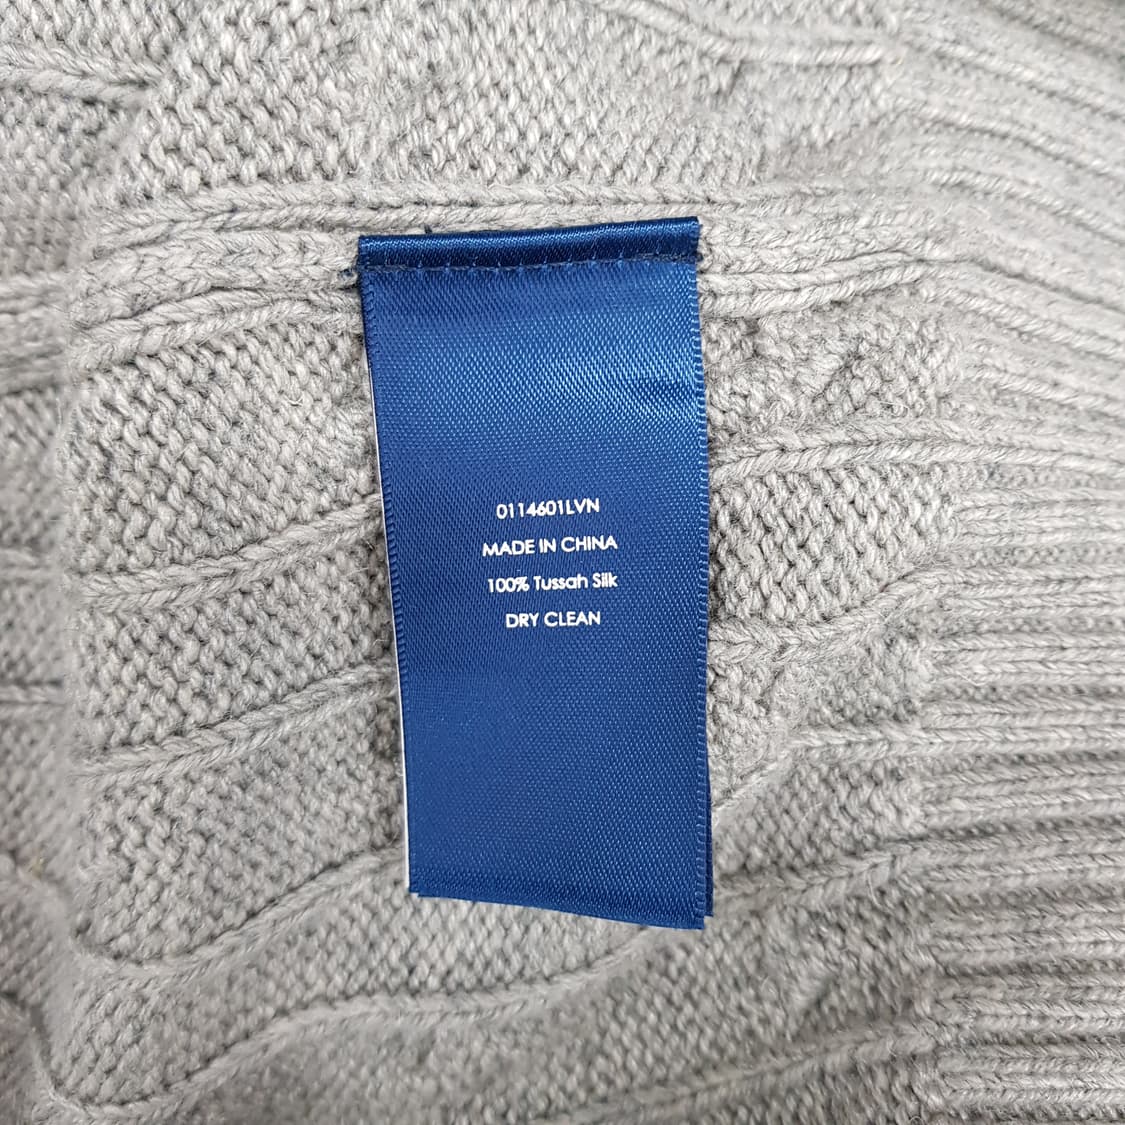 0114601LVN
MADE IN CHINA
100% Tussah Silk
DRY CLEAN